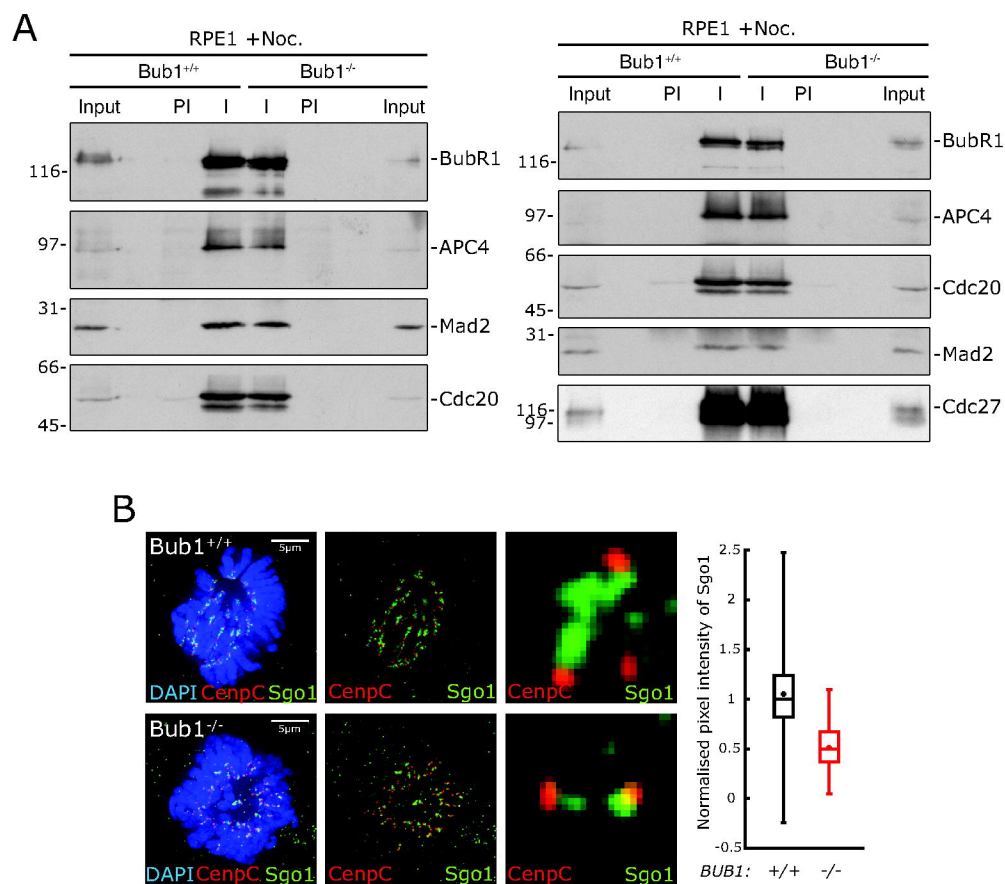 A
RPE1 +Noc.
Bub1+/+ Bub1-/-
Input PI I I PI Input
116- -BubR1
97- -APC4
31- -Mad2
66-
45- -Cdc20
RPE1 +Noc.
Bub1+/+ Bub1-/-
Input PI I I PI Input
116- -BubR1
97- -APC4
66-
45- -Cdc20
31- -Mad2
116-
97- -Cdc27
B
Bub1+/+ 5μm
DAPI CenpC Sgo1 CenpC Sgo1 CenpC Sgo1
Bub1-/- 5μm
DAPI CenpC Sgo1 CenpC Sgo1 CenpC Sgo1
Normalised pixel intensity of Sgo1
2.5
2
1.5
1
0.5
0
-0.5
BUB1: +/+ -/-